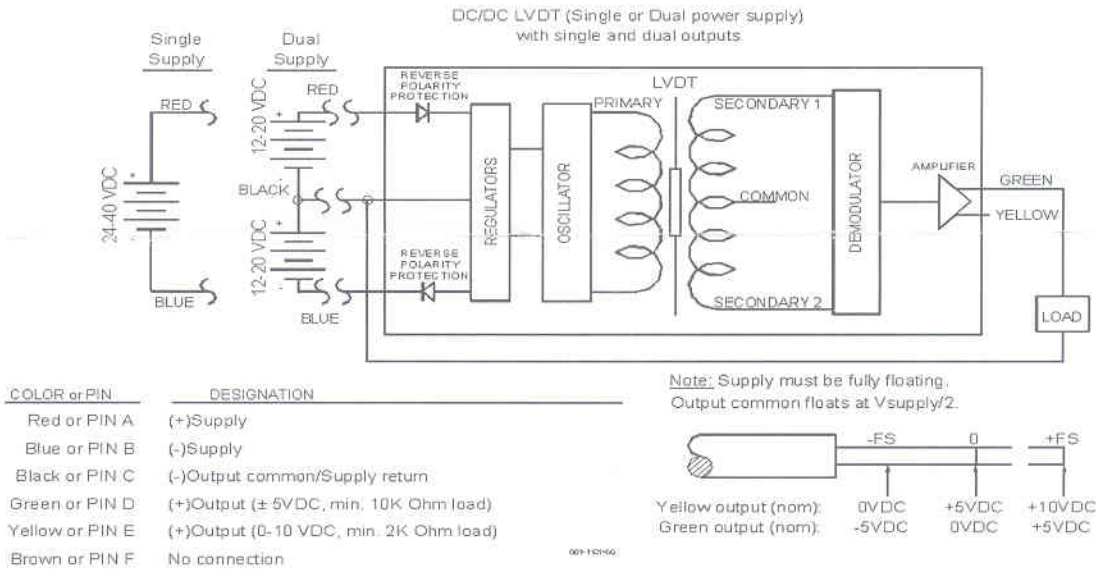 DC/DC LVDT (Single or Dual power supply)
with single and dual outputs
Single
Supply
Dual
Supply
RED
RED
12-20 VDC
24-40 VDC
BLACK
12-20 VDC
BLUE
BLUE
REVERSE
POLARITY
PROTECTION
REVERSE
POLARITY
PROTECTION
REGULATORS
OSCILLATOR
LVDT
PRIMARY
SECONDARY 1
COMMON
SECONDARY 2
DEMODULATOR
AMPLIFIER
GREEN
YELLOW
LOAD
COLOR or PIN DESIGNATION
Red or PIN A (+)Supply
Blue or PIN B (-)Supply
Black or PIN C (-)Output common/Supply return
Green or PIN D (+)Output (± 5VDC, min. 10K Ohm load)
Yellow or PIN E (+)Output (0-10 VDC, min. 2K Ohm load)
Brown or PIN F No connection
Note: Supply must be fully floating.
Output common floats at Vsupply/2.
-FS 0 +FS
Yellow output (nom): 0VDC +5VDC +10VDC
Green output (nom): -5VDC 0VDC +5VDC